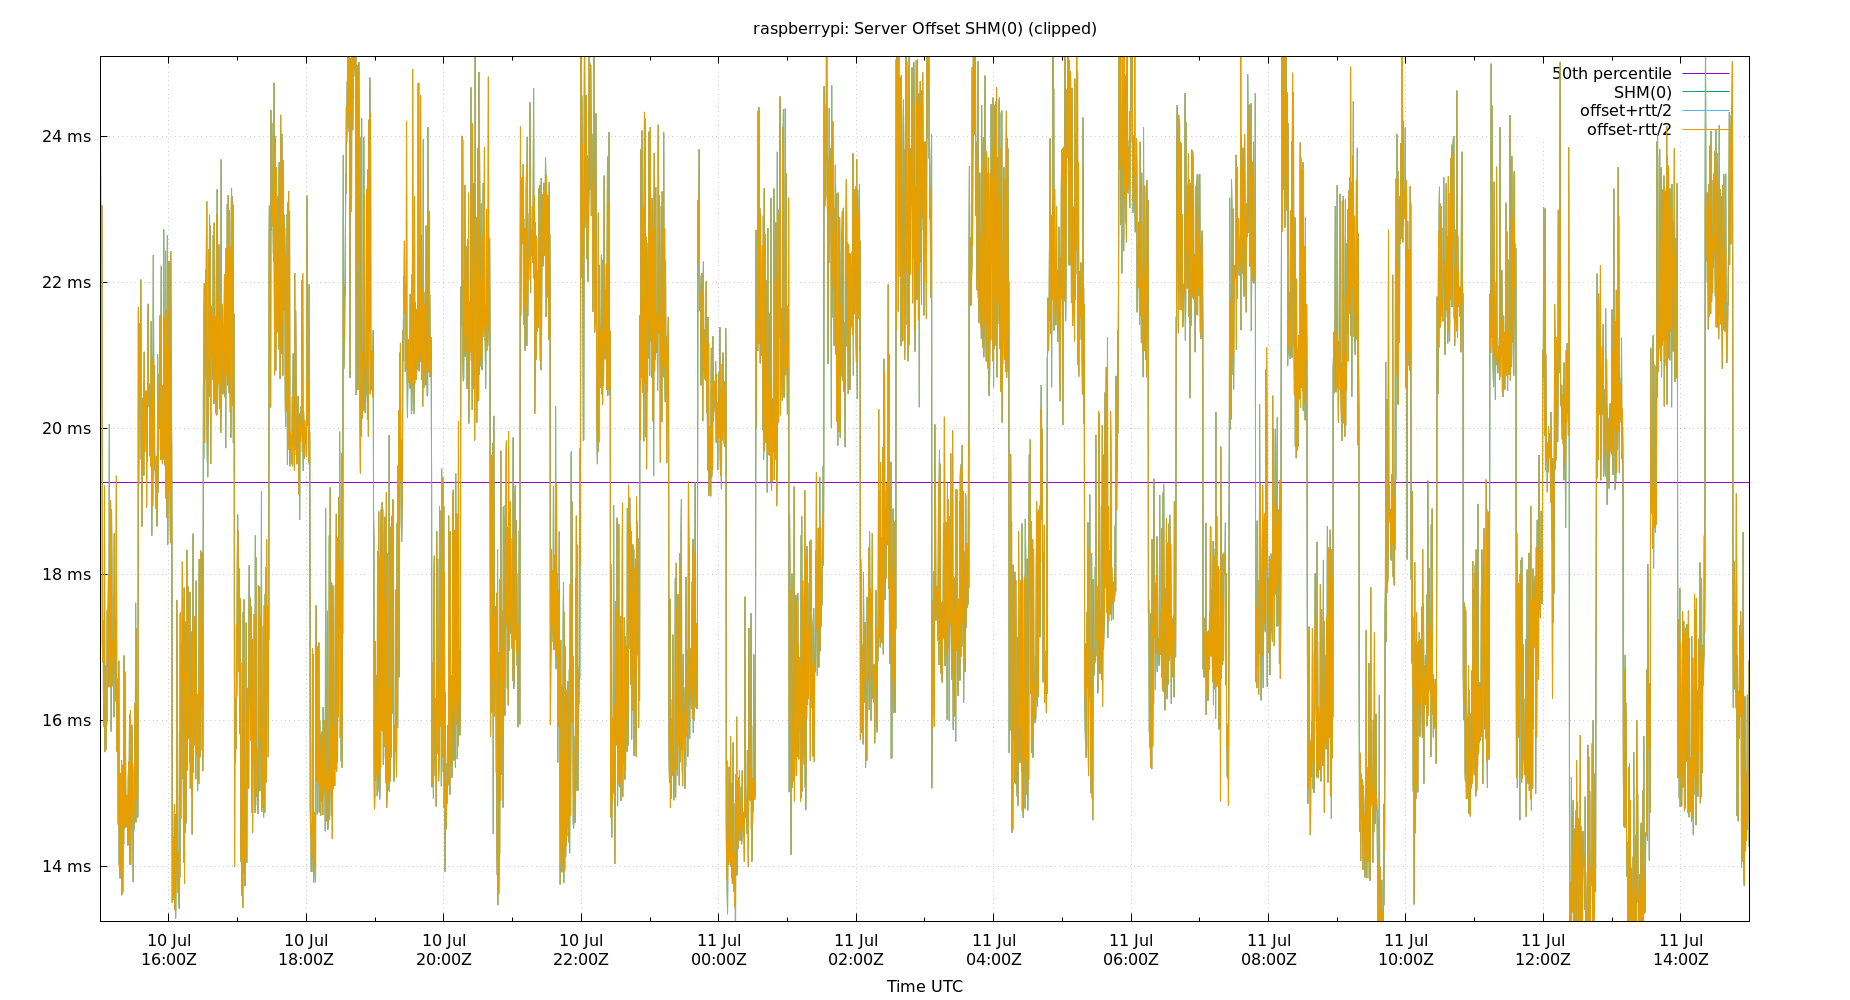 raspberrypi: Server Offset SHM(0) (clipped)
50th percentile
SHM(0)
offset+rtt/2
offset-rtt/2
24 ms
22 ms
20 ms
18 ms
16 ms
14 ms
10 Jul 10 Jul 10 Jul 10 Jul 11 Jul 11 Jul 11 Jul 11 Jul 11 Jul 11 Jul 11 Jul 11 Jul
16:00Z 18:00Z 20:00Z 22:00Z 00:00Z 02:00Z 04:00Z 06:00Z 08:00Z 10:00Z 12:00Z 14:00Z
Time UTC